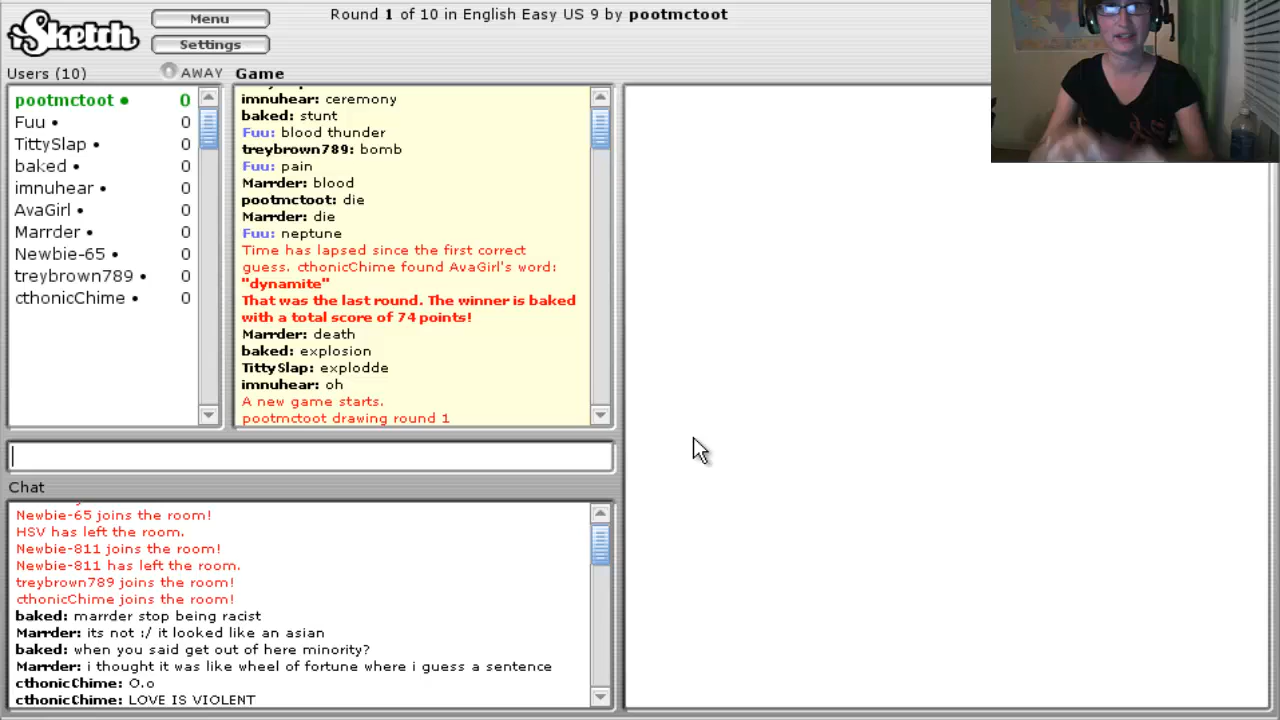 iSketch
Menu
Settings
Round 1 of 10 in English Easy US 9 by pootmctoot
Users (10)
AWAY
Game
pootmctoot • 0
Fuu • 0
TittySlap • 0
baked • 0
imnuhear • 0
AvaGirl • 0
Marrder • 0
Newbie-65 • 0
treybrown789 • 0
cthonicChime • 0
imnuhear: ceremony
baked: stunt
Fuu: blood thunder
treybrown789: bomb
Fuu: pain
Marrder: blood
pootmctoot: die
Marrder: die
Fuu: neptune
Time has lapsed since the first correct
guess. cthonicChime found AvaGirl's word:
"dynamite"
That was the last round. The winner is baked
with a total score of 74 points!
Marrder: death
baked: explosion
TittySlap: explodde
imnuhear: oh
A new game starts.
pootmctoot drawing round 1
Chat
Newbie-65 joins the room!
HSV has left the room.
Newbie-811 joins the room!
Newbie-811 has left the room.
treybrown789 joins the room!
cthonicChime joins the room!
baked: marrder stop being racist
Marrder: its not :/ it looked like an asian
baked: when you said get out of here minority?
Marrder: i thought it was like wheel of fortune where i guess a sentence
cthonicChime: O.o
cthonicChime: LOVE IS VIOLENT